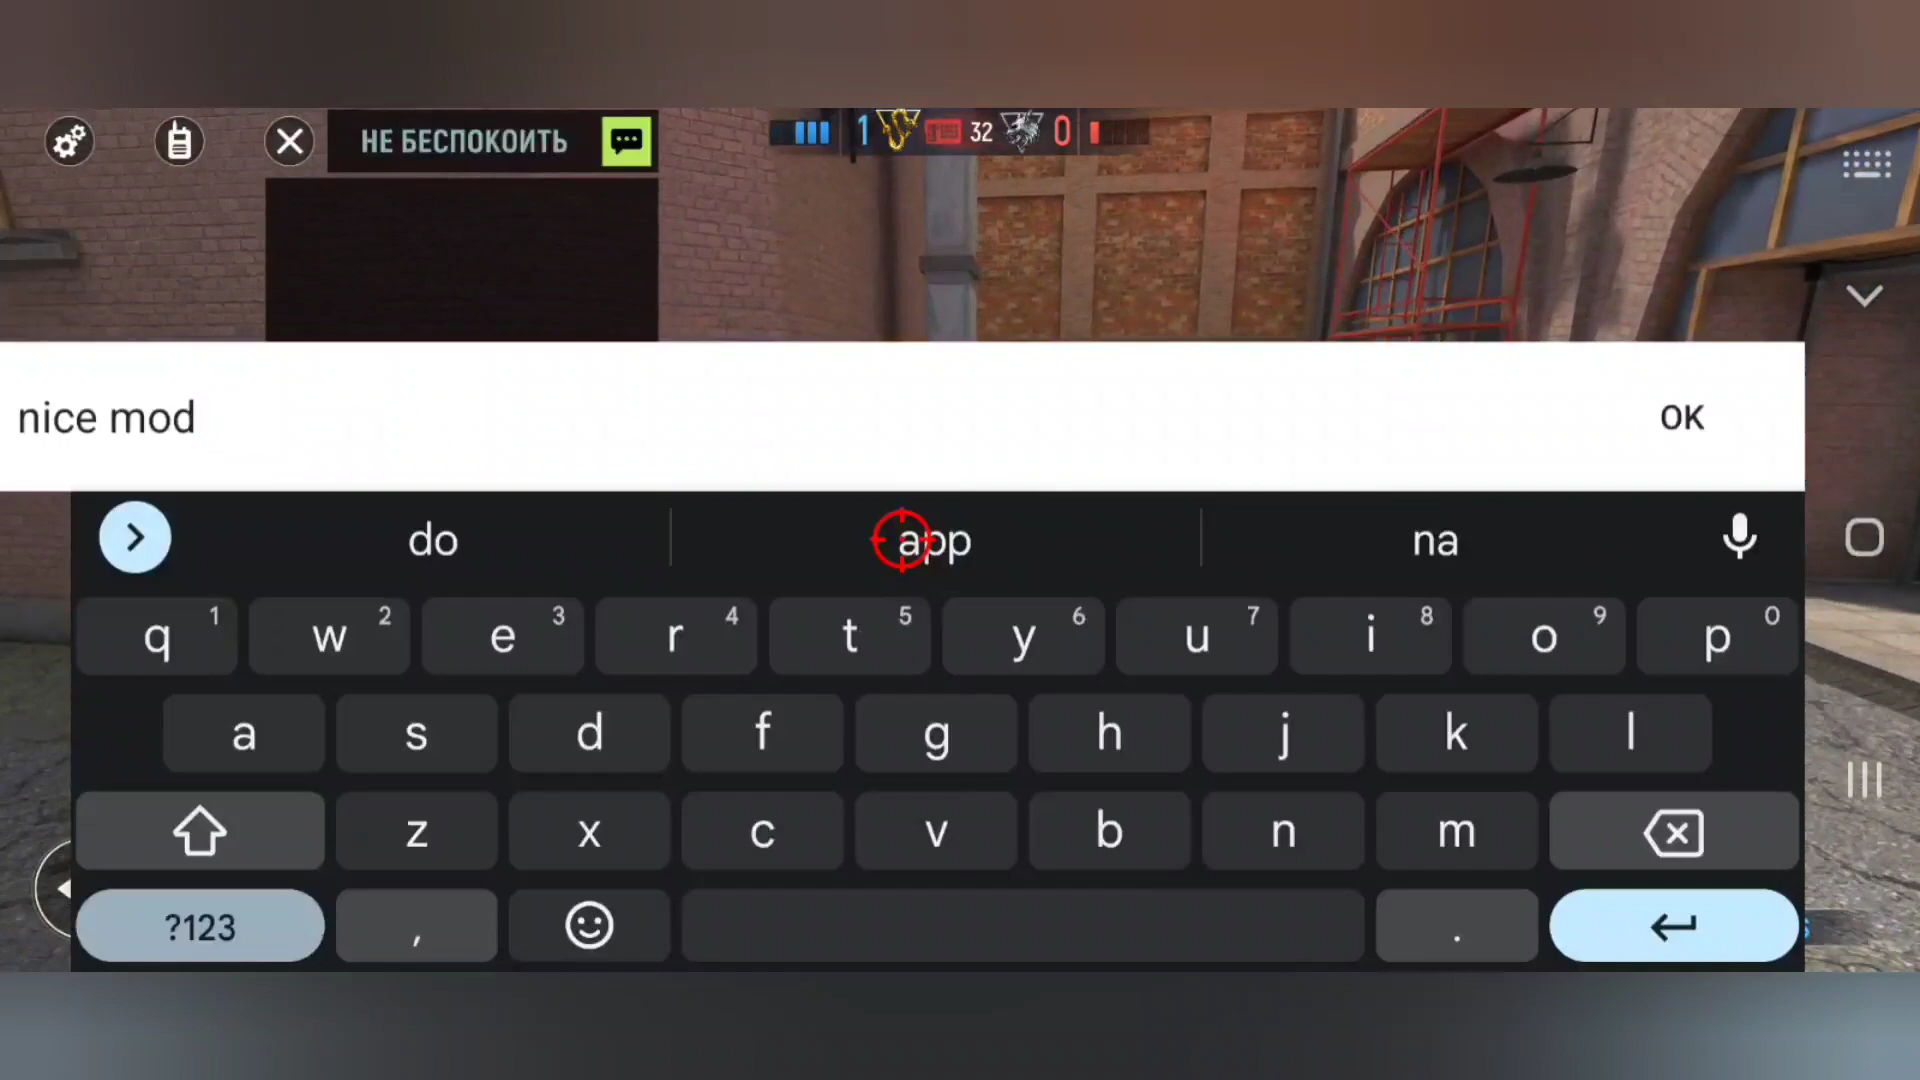 НЕ БЕСПОКОИТЬ
1 32 0
nice mod OK
do app na
q 1 w 2 e 3 r 4 t 5 y 6 u 7 i 8 o 9 p 0
a s d f g h j k l
z x c v b n m
?123 , .